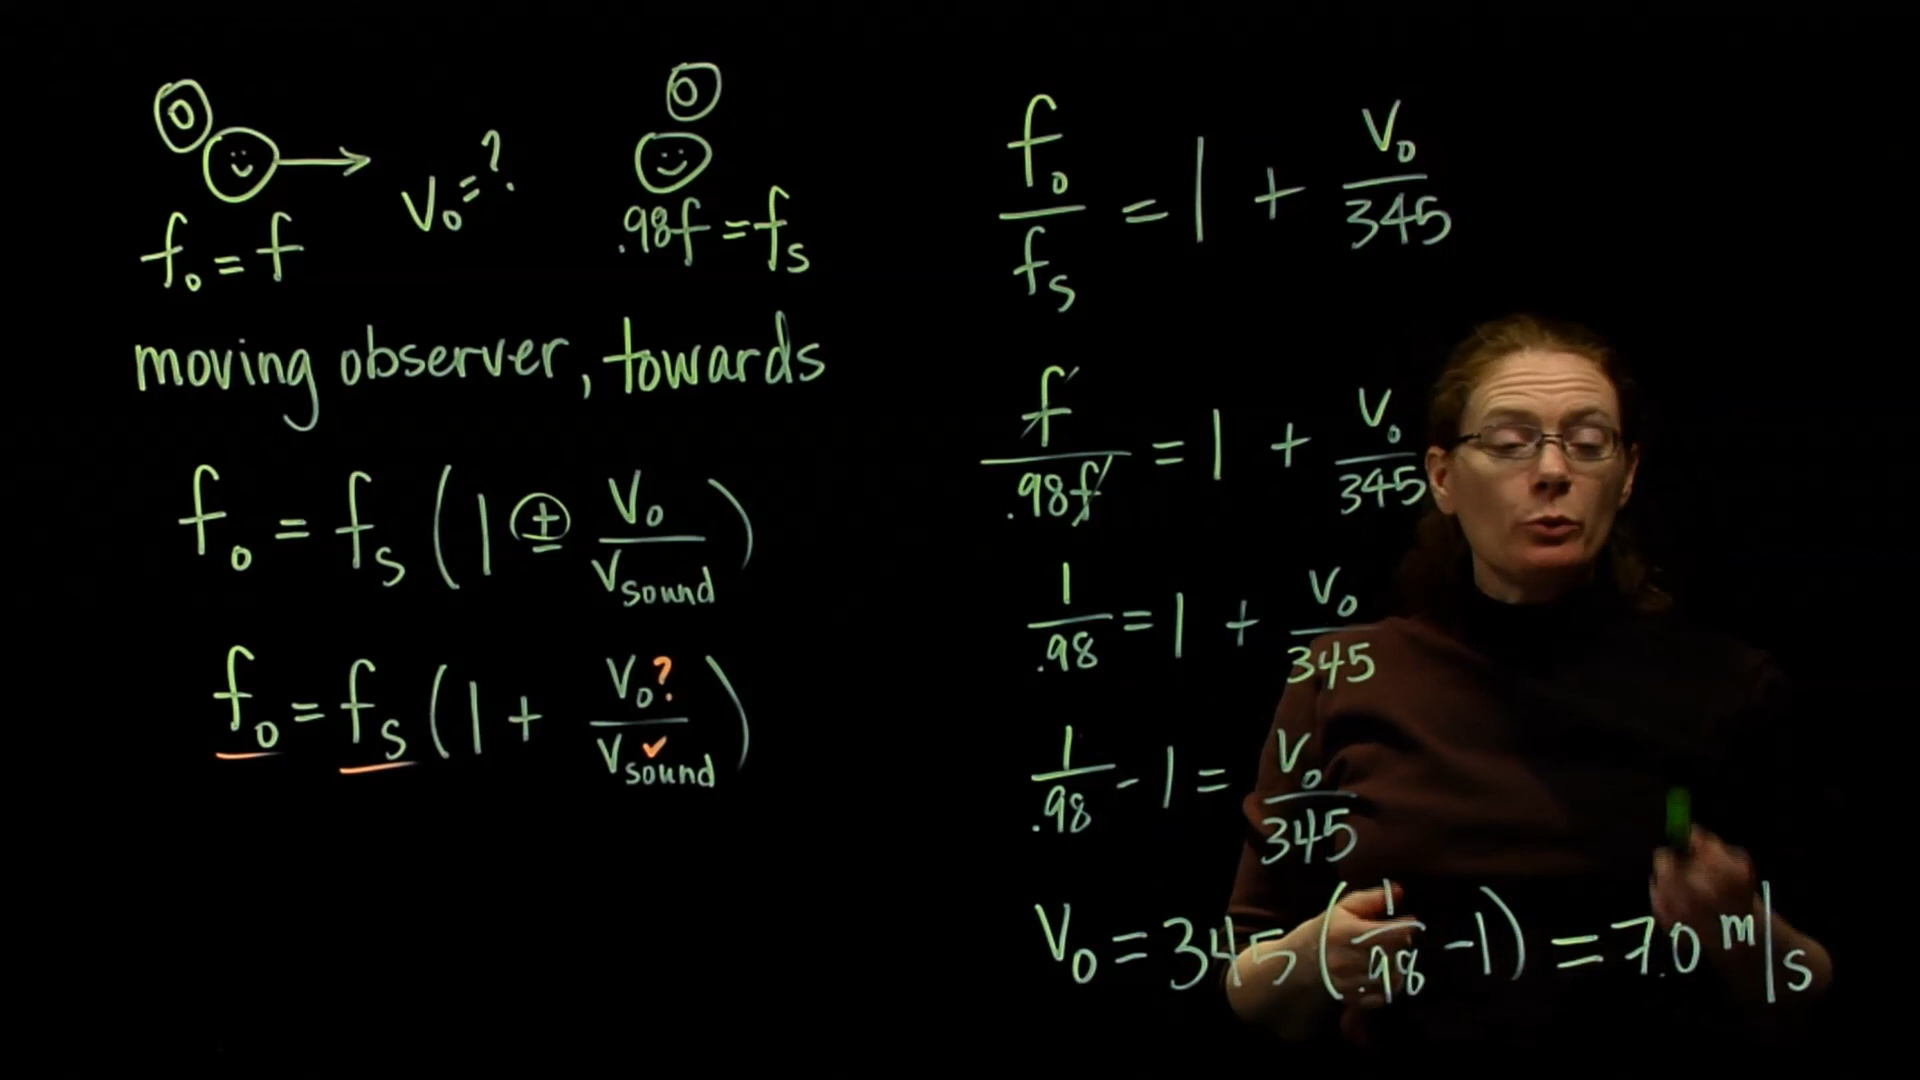 O O
V₀ = ?
f₀ = f
.98f = fₛ
moving observer, towards
f₀ = fₛ (1 ± V₀/Vsound)
f₀ = fₛ (1 + V₀?/Vsound ✓)
f₀/fₛ = 1 + V₀/345
f/.98f = 1 + V₀/345
1/.98 = 1 + V₀/345
1/.98 - 1 = V₀/345
V₀ = 345 (1/.98 - 1) = 7.0 m/s